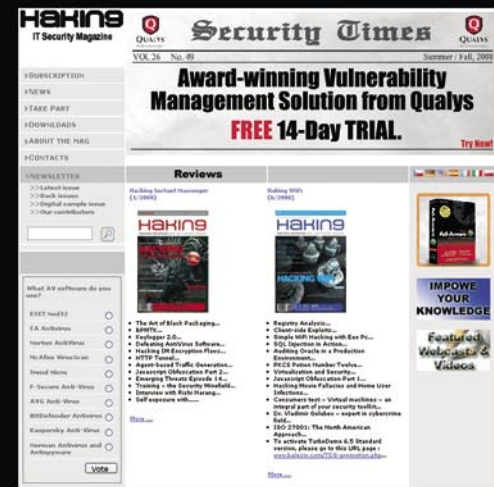 HAKIN9
IT Security Magazine
QUALYS
Security Times
QUALYS
VOL. 26 No. 49
Summer / Fall, 2008
Award-winning Vulnerability
Management Solution from Qualys
FREE 14-Day TRIAL.
Try Now!
>SUBSCRIPTION
>NEWS
>TAKE PART
>DOWNLOADS
>ABOUT THE MAG
>CONTACTS
>NEWSLETTER
>>Latest issue
>>Back issues
>>Digital sample issue
>>Our contributors
What AV software do you
use?
ESET Nod32
CA Antivirus
Norton AntiVirus
McAfee VirusScan
Trend Micro
F-Secure Anti-Virus
AVG Anti-Virus
BitDefender Antivirus
Kaspersky Anti-Virus
Norman Antivirus and
Antispyware
Vote
Reviews
Hacking Instant Messenger
(1/2008)
HAKIN9
The Art of Black Packaging...
BPMTK...
Keylogger 2.0...
Defeating AntiVirus Software...
Hacking IM Encryption Flaws...
HTTP Tunnel...
Agent-based Traffic Generation...
Javascript Obfuscation Part 2...
Emerging Threats Episode 14...
Training – the Security Minefield...
Interview with Rishi Narang...
Self exposure with......
More ...
Haking WiFi
(6/2008)
HAKIN9
HACKING WIFI
Registry Analysis...
Client-side Exploits...
Simple WiFi Hacking with Eee Pc...
SQL Injection in Action...
Auditing Oracle in a Production
Environment...
PKCS Potion Number Twelve...
Virtualization and Security...
Javascript Obfuscation Part I...
Hacking Movie Fallacies and Home User
Infections...
Consumers test – Virtual machines – an
integral part of your security toolkit...
Dr. Vladimir Golubev – expert in cybercrime
field...
ISO 27001: The North American
Approach...
To activate TurboDemo 6.5 Standard
version, please go to this URL page :
More ...
IMPOWE
YOUR
KNOWLEDGE
Featured
Webcasts &
Videos